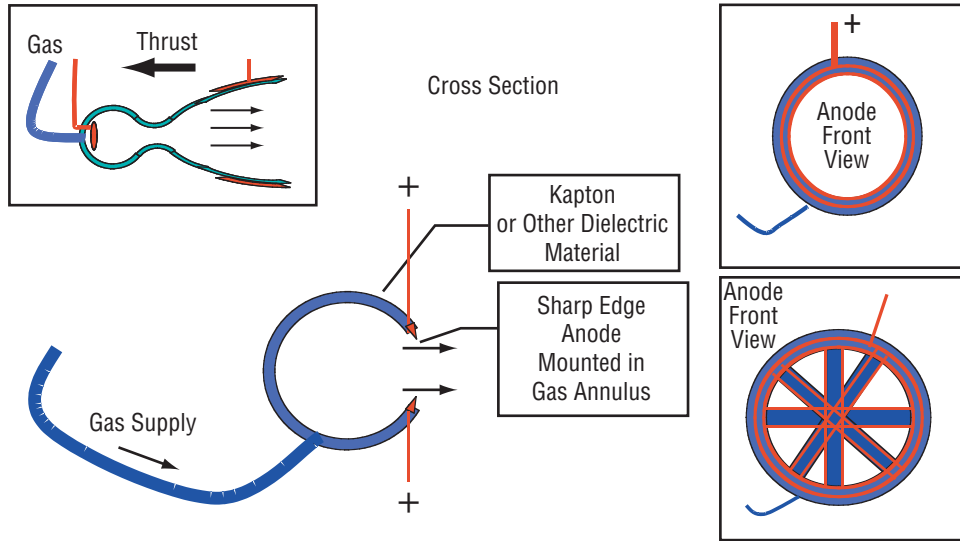 Gas
Thrust
Cross Section
+
Anode
Front
View
+
Kapton
or Other Dielectric
Material
Sharp Edge
Anode
Mounted in
Gas Annulus
Gas Supply
+
Anode
Front
View